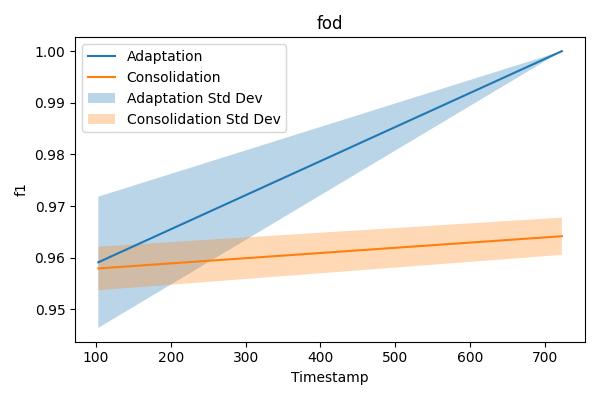 fod
1.00
0.99
0.98
0.97
0.96
0.95
f1
Adaptation
Consolidation
Adaptation Std Dev
Consolidation Std Dev
100 200 300 400 500 600 700
Timestamp